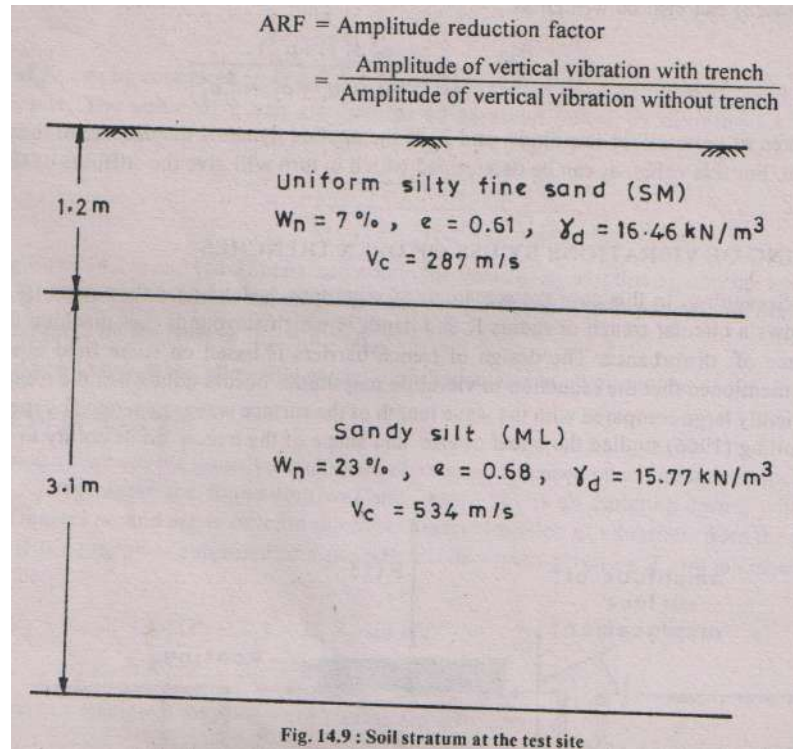 ARF = Amplitude reduction factor
= Amplitude of vertical vibration with trench
Amplitude of vertical vibration without trench
Uniform silty fine sand (SM)
1.2 m
Wn = 7 %, e = 0.61, γd = 16.46 kN/m³
Vc = 287 m/s
Sandy silt (ML)
Wn = 23 %, e = 0.68, γd = 15.77 kN/m³
3.1 m
Vc = 534 m/s
Fig. 14.9 : Soil stratum at the test site